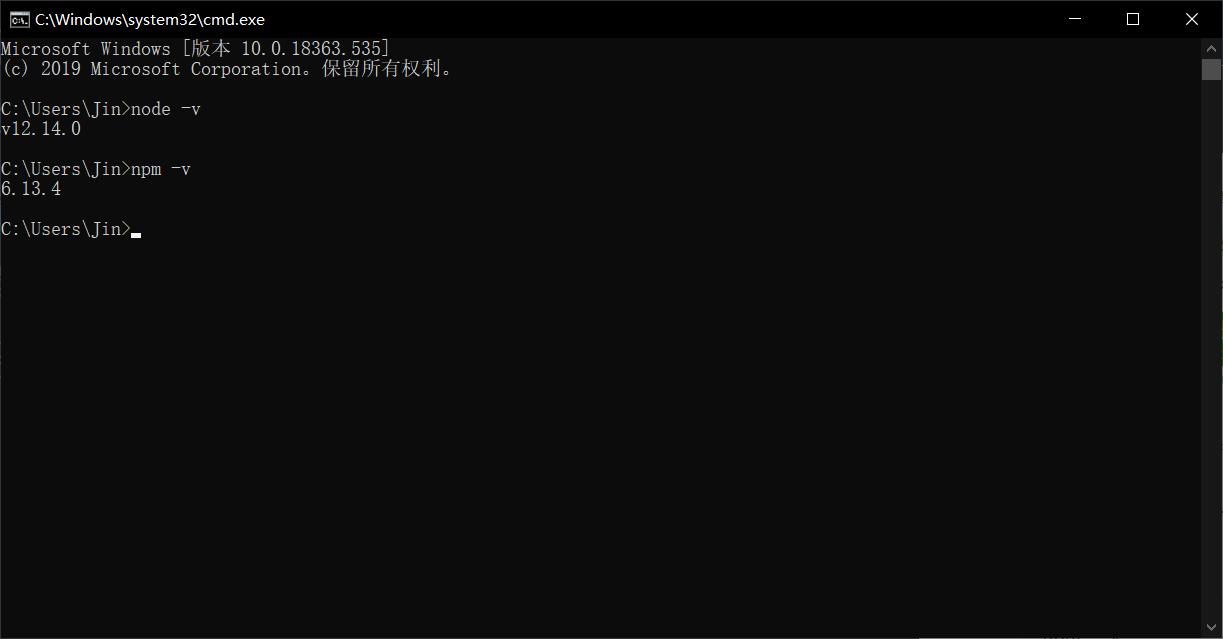 C:\Windows\system32\cmd.exe
Microsoft Windows [版本 10.0.18363.535]
(c) 2019 Microsoft Corporation。保留所有权利。
C:\Users\Jin>node -v
v12.14.0
C:\Users\Jin>npm -v
6.13.4
C:\Users\Jin>